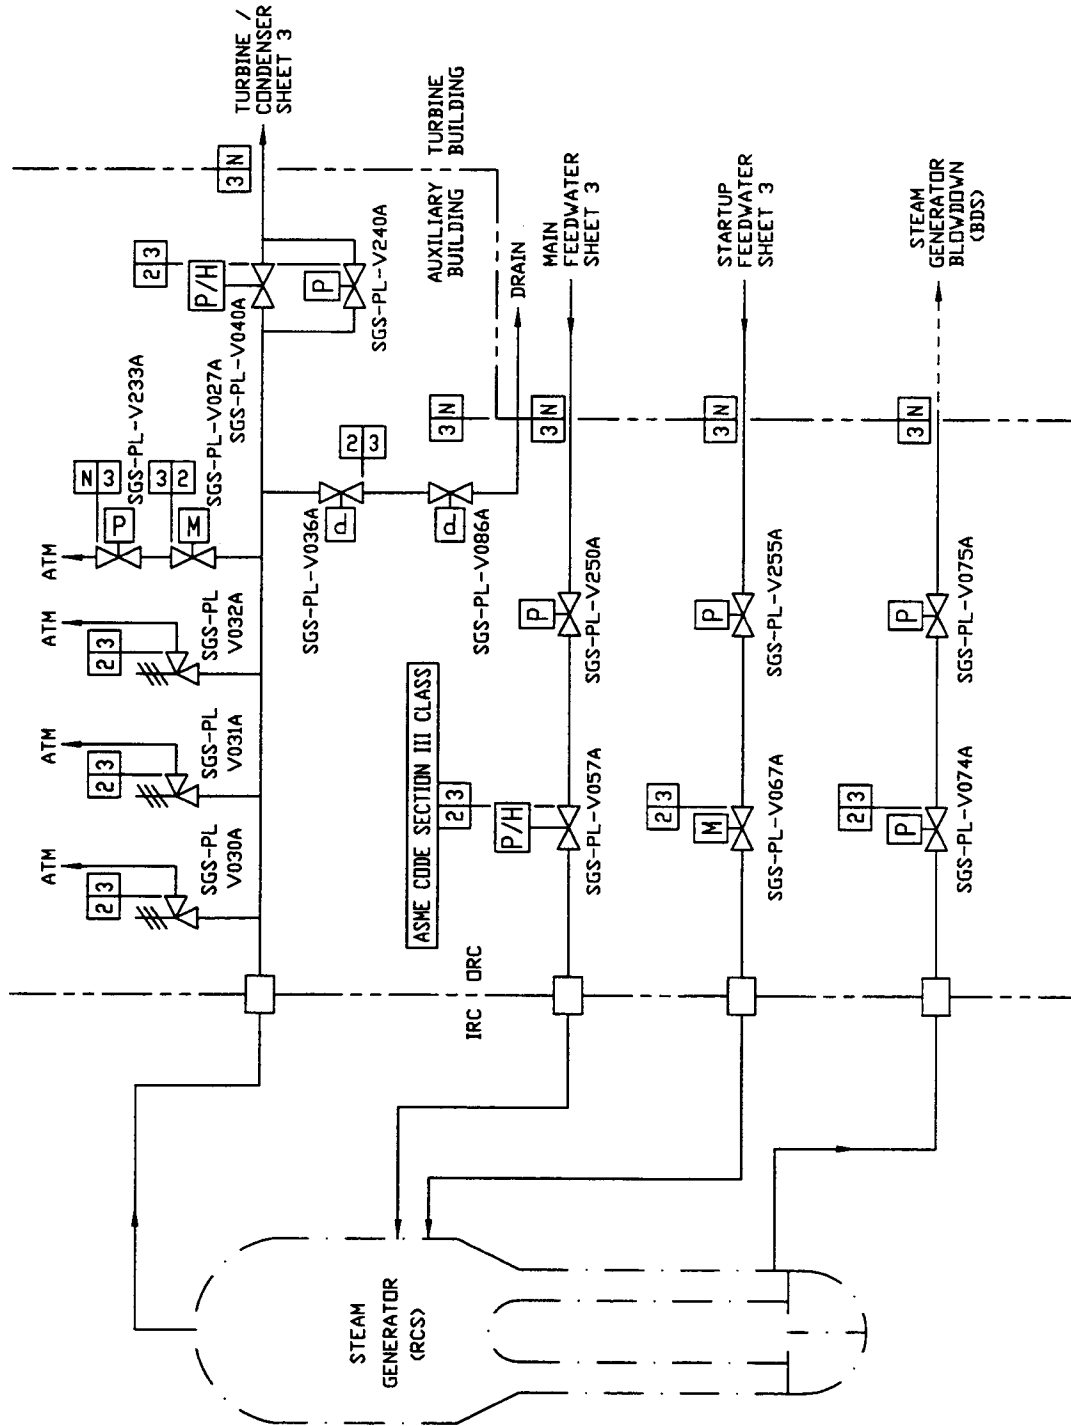 TURBINE /
CONDENSER
SHEET 3
3 N
TURBINE
BUILDING
AUXILIARY
BUILDING
2 3
P/H
SGS-PL-V040A
P
SGS-PL-V240A
ATM
N 3
P
SGS-PL-V233A
3 2
M
SGS-PL-V027A
ATM
2 3
SGS-PL
V032A
ATM
2 3
SGS-PL
V031A
ATM
2 3
SGS-PL
V030A
2 3
d
SGS-PL-V036A
d
SGS-PL-V086A
3 N
DRAIN
MAIN
FEEDWATER
SHEET 3
3 N
P
SGS-PL-V250A
ASME CODE SECTION III CLASS
2 3
P/H
SGS-PL-V057A
IRC
ORC
STARTUP
FEEDWATER
SHEET 3
3 N
P
SGS-PL-V255A
2 3
M
SGS-PL-V067A
STEAM
GENERATOR
BLOWDOWN
(BDS)
3 N
P
SGS-PL-V075A
2 3
P
SGS-PL-V074A
STEAM
GENERATOR
(RCS)